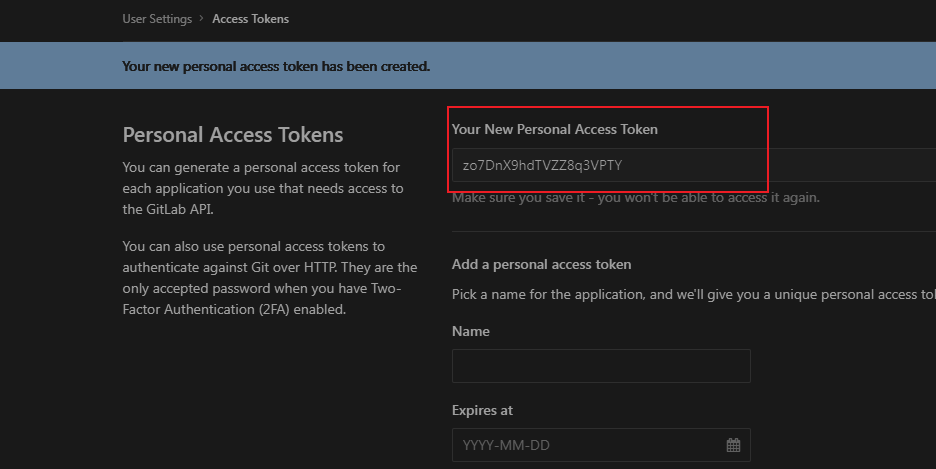 User Settings › Access Tokens
Your new personal access token has been created.
Personal Access Tokens
You can generate a personal access token for
each application you use that needs access to
the GitLab API.
You can also use personal access tokens to
authenticate against Git over HTTP. They are the
only accepted password when you have Two-
Factor Authentication (2FA) enabled.
Your New Personal Access Token
zo7DnX9hdTVZZ8q3VPTY
Make sure you save it - you won't be able to access it again.
Add a personal access token
Pick a name for the application, and we'll give you a unique personal access tol
Name
Expires at
YYYY-MM-DD